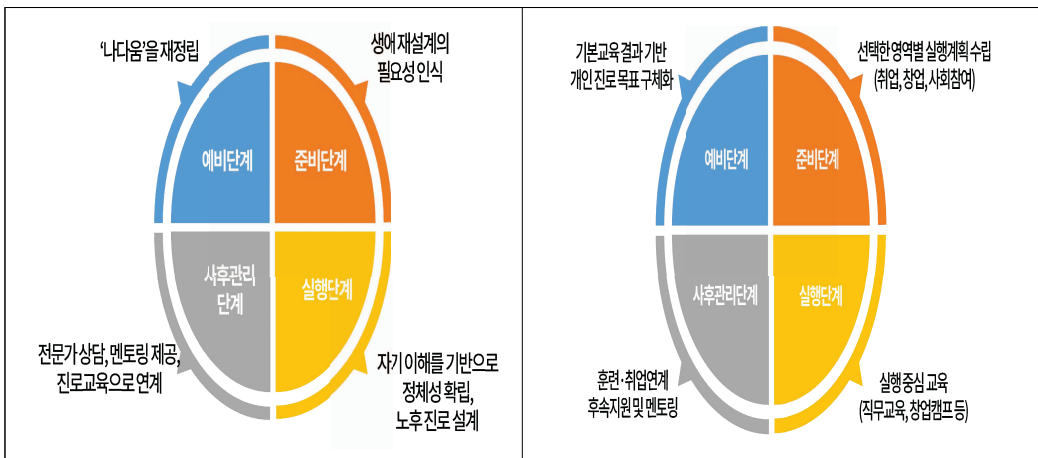 '나다움'을 재정립
생애 재설계의
필요성 인식
예비단계
준비단계
사후관리
단계
실행단계
전문가 상담, 멘토링 제공,
진로교육으로 연계
자기 이해를 기반으로
정체성 확립,
노후 진로 설계
기본교육 결과 기반
개인 진로 목표 구체화
선택한 영역별 실행계획 수립
(취업, 창업, 사회참여)
예비단계
준비단계
사후관리단계
실행단계
훈련·취업연계
후속지원 및 멘토링
실행 중심 교육
(직무교육, 창업캠프 등)